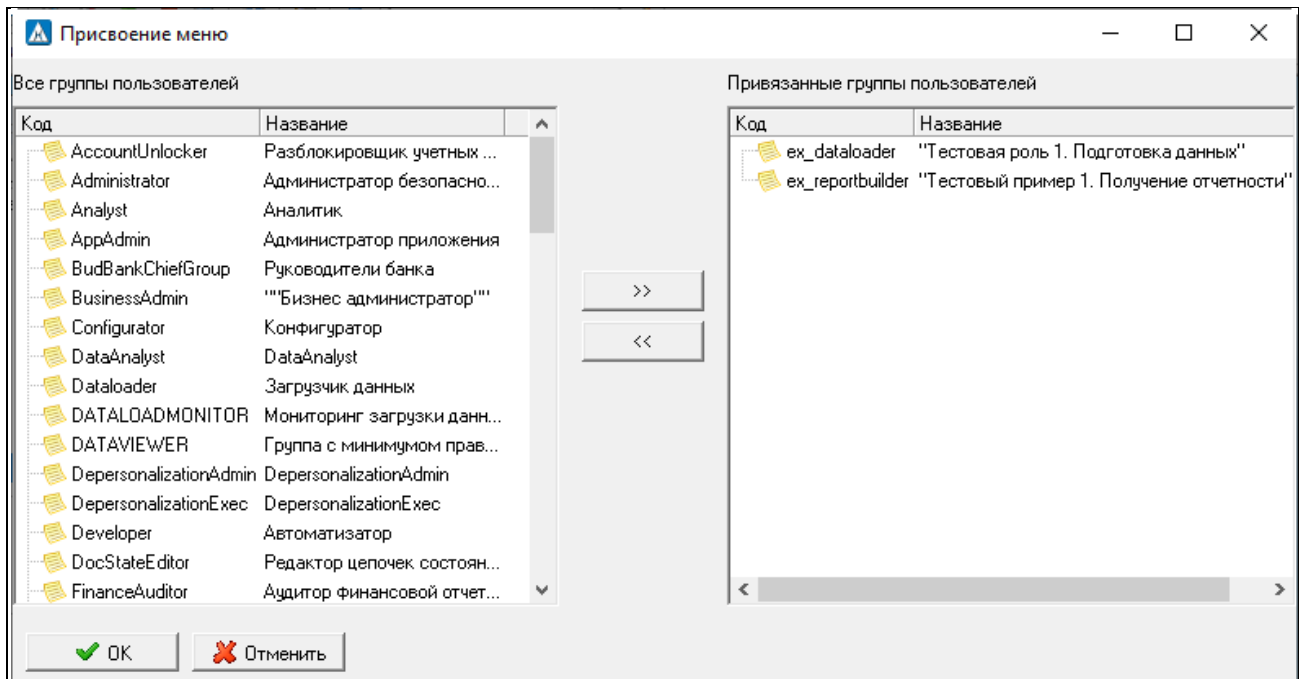 Присвоение меню
Все группы пользователей
Привязанные группы пользователей
Код Название
AccountUnlocker Разблокировщик учетных ...
Administrator Администратор безопасно...
Analyst Аналитик
AppAdmin Администратор приложения
BudBankChiefGroup Руководители банка
BusinessAdmin ""Бизнес администратор""
Configurator Конфигуратор
DataAnalyst DataAnalyst
Dataloader Загрузчик данных
DATALOADMONITOR Мониторинг загрузки данн...
DATAVIEWER Группа с минимумом прав...
DepersonalizationAdmin DepersonalizationAdmin
DepersonalizationExec DepersonalizationExec
Developer Автоматизатор
DocStateEditor Редактор цепочек состоян...
FinanceAuditor Аудитор финансовой отчет...
>>
<<
Код Название
ex_dataloader "Тестовая роль 1. Подготовка данных"
ex_reportbuilder "Тестовый пример 1. Получение отчетности"
OK Отменить